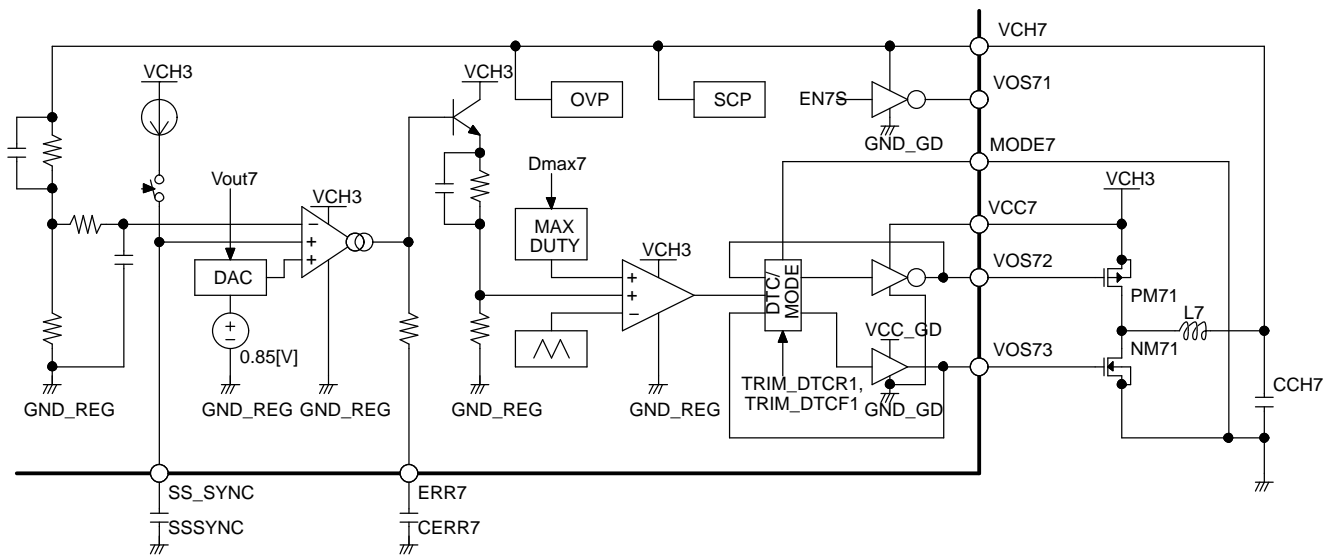 VCH7
VCH3
VCH3
OVP
SCP
EN7S
VOS71
GND_GD
MODE7
Vout7
Dmax7
VCH3
VCH3
MAX
DUTY
VCH3
VCC7
DAC
DTC/
MODE
VOS72
PM71
L7
0.85[V]
VCC_GD
NM71
VOS73
GND_REG
GND_REG
GND_REG
GND_REG
GND_REG
TRIM_DTCR1,
TRIM_DTCF1
GND_GD
CCH7
SS_SYNC
ERR7
SSSYNC
CERR7